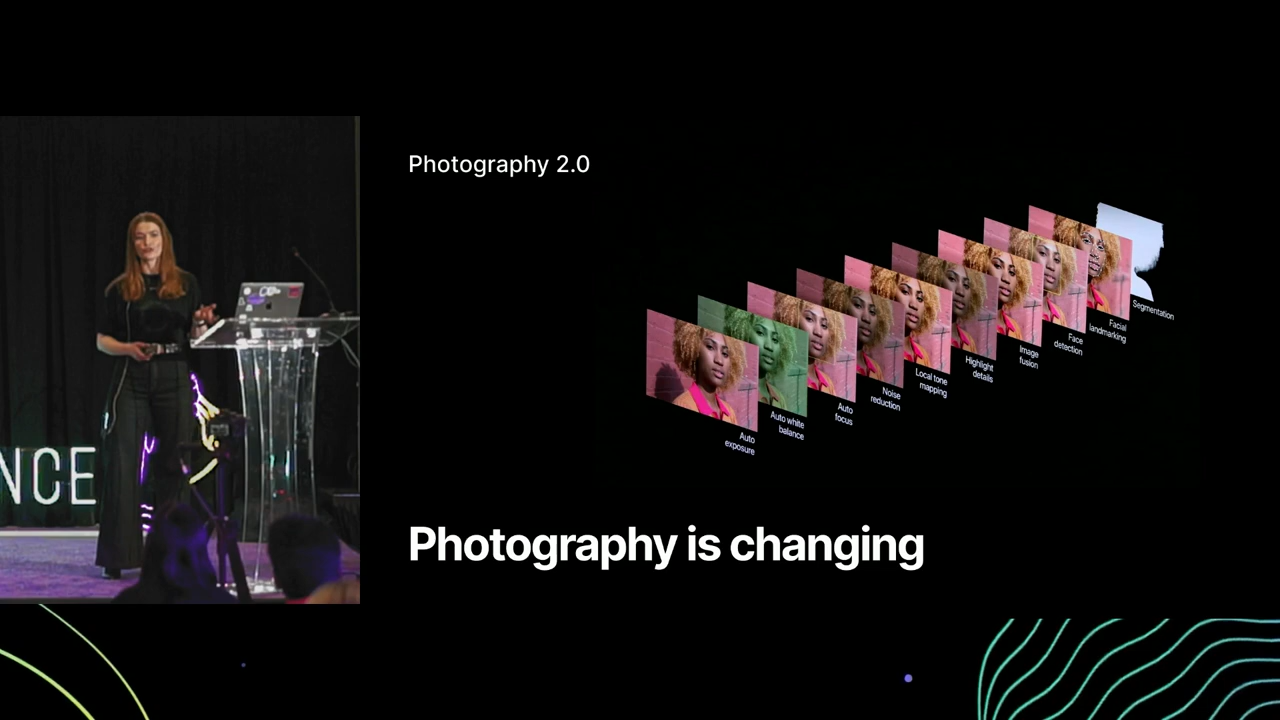 Photography 2.0
Segmentation
Facial
landmarking
Face
detection
Image
fusion
Highlight
details
Local tone
mapping
Noise
reduction
Auto
focus
Auto white
balance
Auto
exposure
NCE
Photography is changing